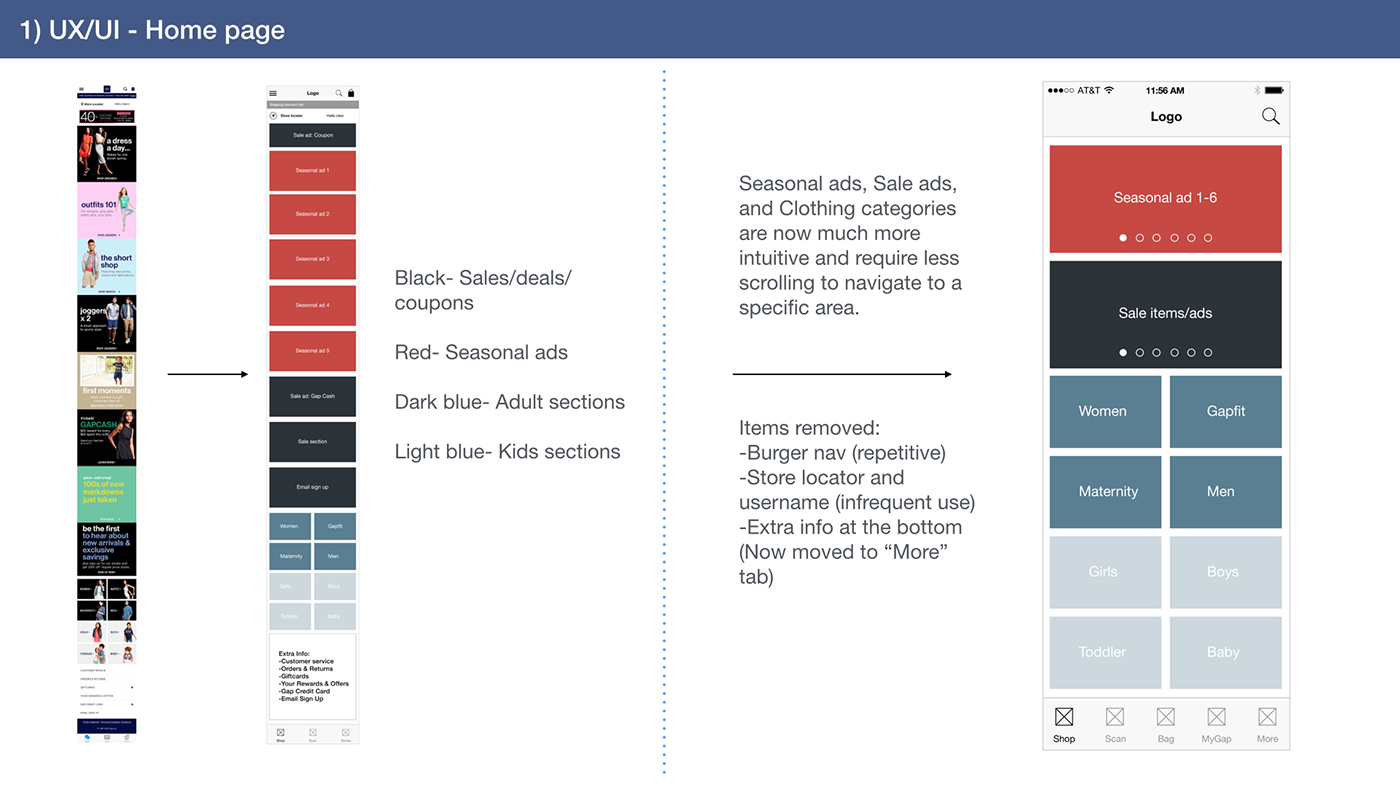 1) UX/UI - Home page
Store Locator
40
a dress
a day...
outfits 101
the short
shop
joggers
x 2
first moments
GAPCASH
100s of new
markdowns
just taken
be the first
to hear about
new arrivals &
exclusive
savings
Logo
Shipping discount info
Store locator
Hello User
Sale ad: Coupon
Seasonal ad 1
Seasonal ad 2
Seasonal ad 3
Seasonal ad 4
Seasonal ad 5
Sale ad: Gap Cash
Sale section
Email sign up
Women
Gapfit
Maternity
Men
Girls
Boys
Toddler
Baby
Extra Info:
-Customer service
-Orders & Returns
-Giftcards
-Your Rewards & Offers
-Gap Credit Card
-Email Sign Up
Shop
Scan
Black- Sales/deals/
coupons
Red- Seasonal ads
Dark blue- Adult sections
Light blue- Kids sections
Seasonal ads, Sale ads,
and Clothing categories
are now much more
intuitive and require less
scrolling to navigate to a
specific area.
Items removed:
-Burger nav (repetitive)
-Store locator and
username (infrequent use)
-Extra info at the bottom
(Now moved to “More”
tab)
AT&T
11:56 AM
Logo
Seasonal ad 1-6
Sale items/ads
Women
Gapfit
Maternity
Men
Girls
Boys
Toddler
Baby
Shop
Scan
Bag
MyGap
More